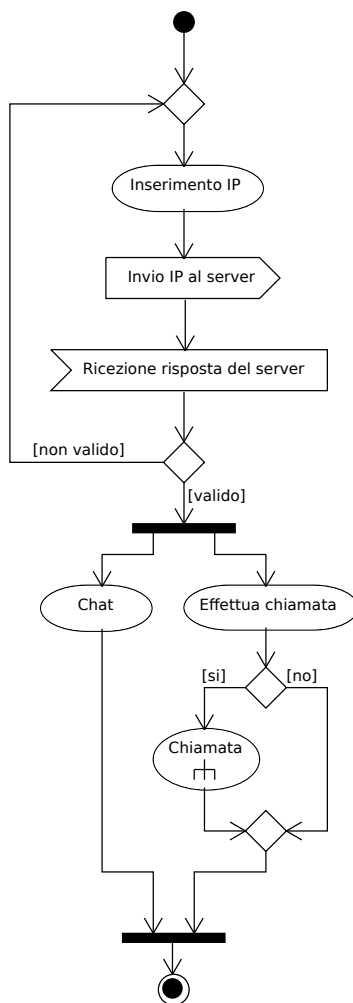 Inserimento IP
Invio IP al server
Ricezione risposta del server
[non valido]
[valido]
Chat
Effettua chiamata
[si]
[no]
Chiamata